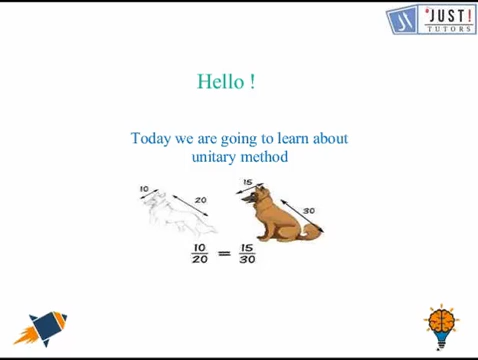 'JUST!
TUTORS
Hello !
Today we are going to learn about
unitary method
10
20
15
30
10/20 = 15/30